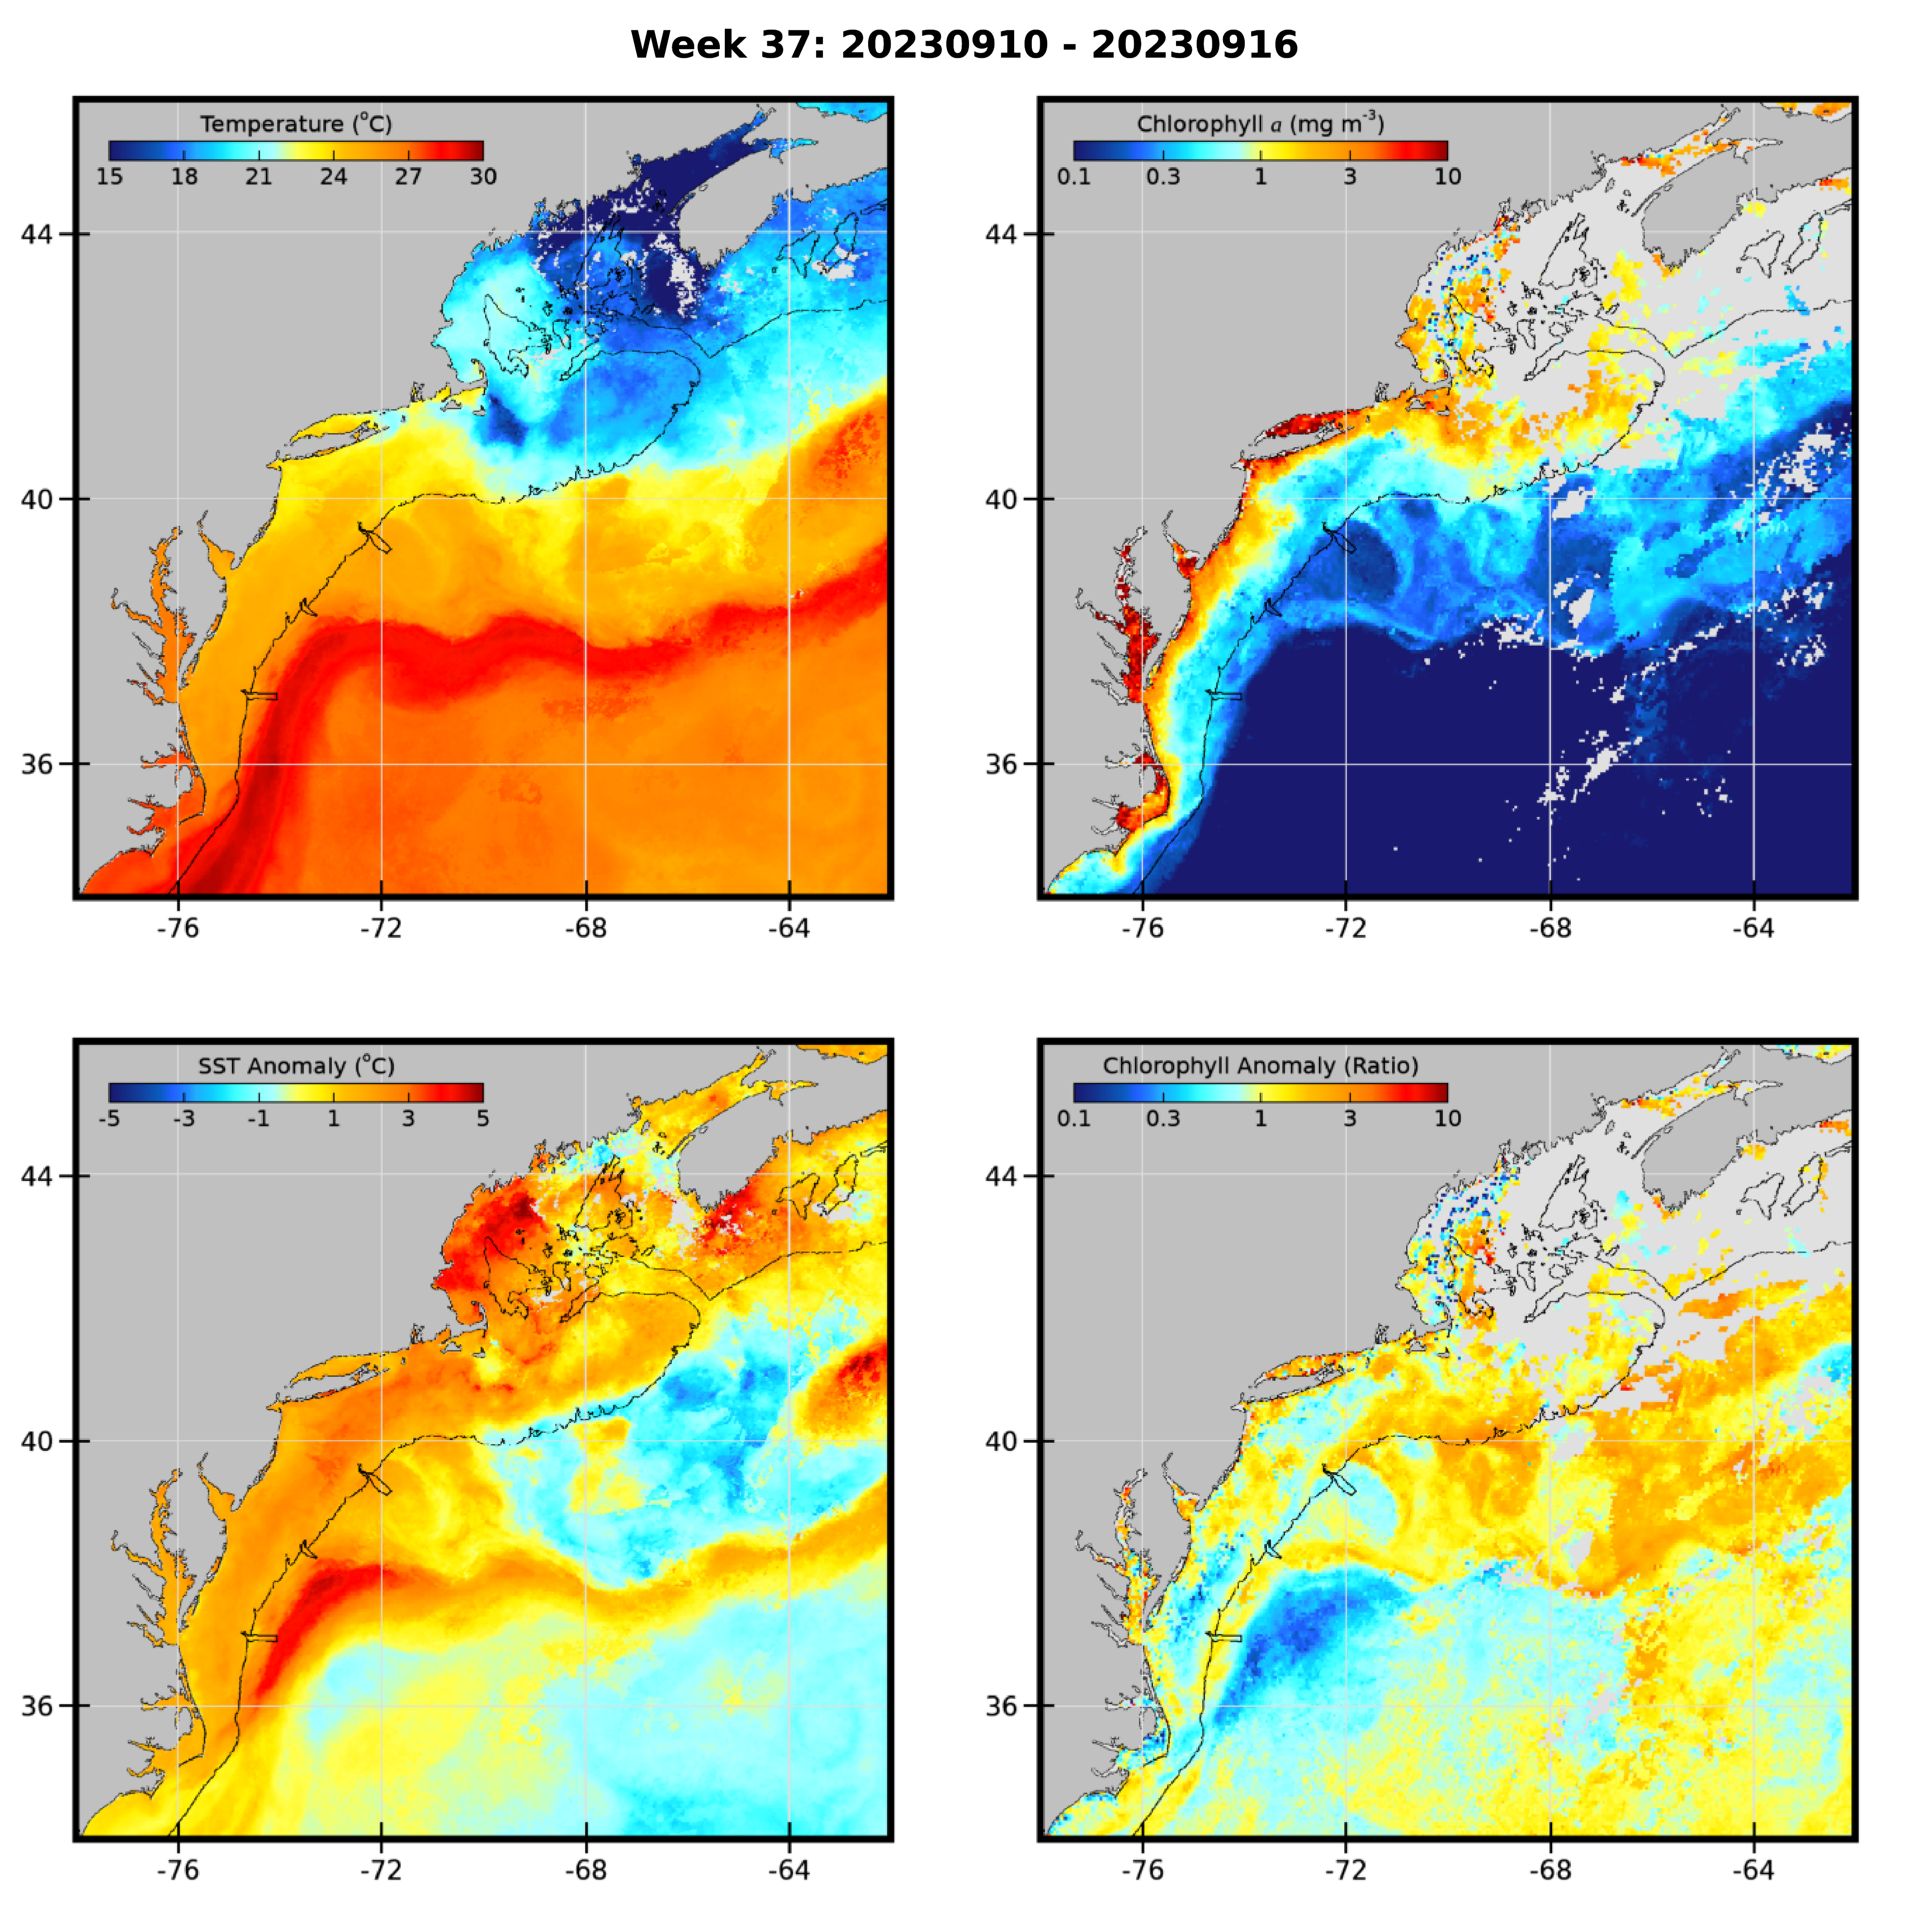 Week 37: 20230910 - 20230916
Temperature (°C)
15 18 21 24 27 30
44
40
36
-76 -72 -68 -64
Chlorophyll a (mg m⁻³)
0.1 0.3 1 3 10
44
40
36
-76 -72 -68 -64
SST Anomaly (°C)
-5 -3 -1 1 3 5
44
40
36
-76 -72 -68 -64
Chlorophyll Anomaly (Ratio)
0.1 0.3 1 3 10
44
40
36
-76 -72 -68 -64